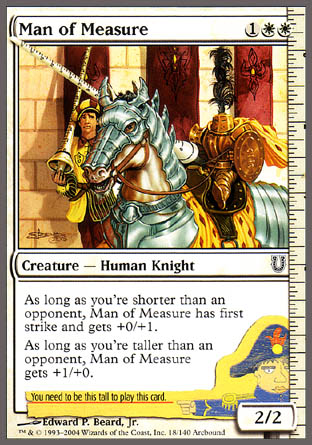 Man of Measure 1
Creature — Human Knight
As long as you're shorter than an
opponent, Man of Measure has first
strike and gets +0/+1.
As long as you're taller than an
opponent, Man of Measure
gets +1/+0.
You need to be this tall to play this card.
Edward P. Beard, Jr.
2/2
™ & © 1993–2004 Wizards of the Coast, Inc. 18/140 Arcbound